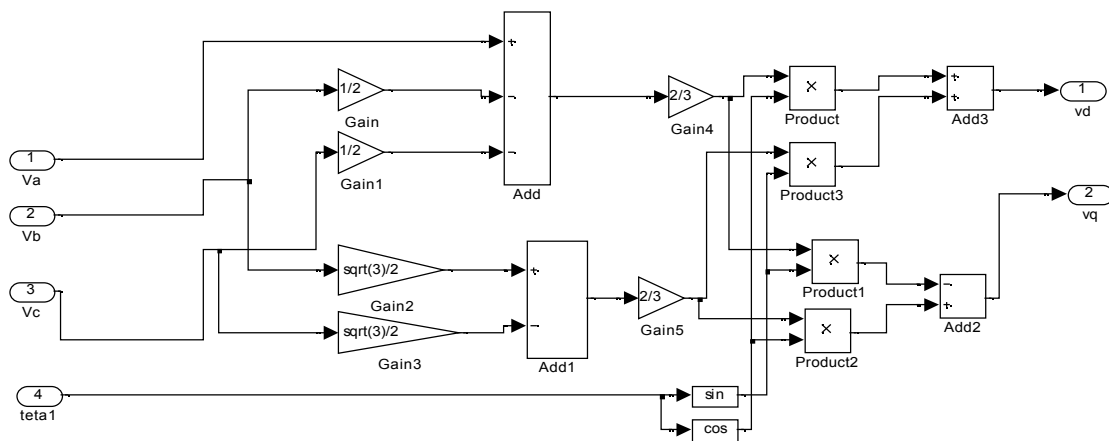 1
Va
2
Vb
3
Vc
4
teta1
1/2
Gain
1/2
Gain1
sqrt(3)/2
Gain2
sqrt(3)/2
Gain3
+
−
−
Add
+
−
Add1
2/3
Gain4
2/3
Gain5
sin
cos
×
Product
×
Product3
×
Product1
×
Product2
+
+
Add3
−
+
Add2
1
vd
2
vq